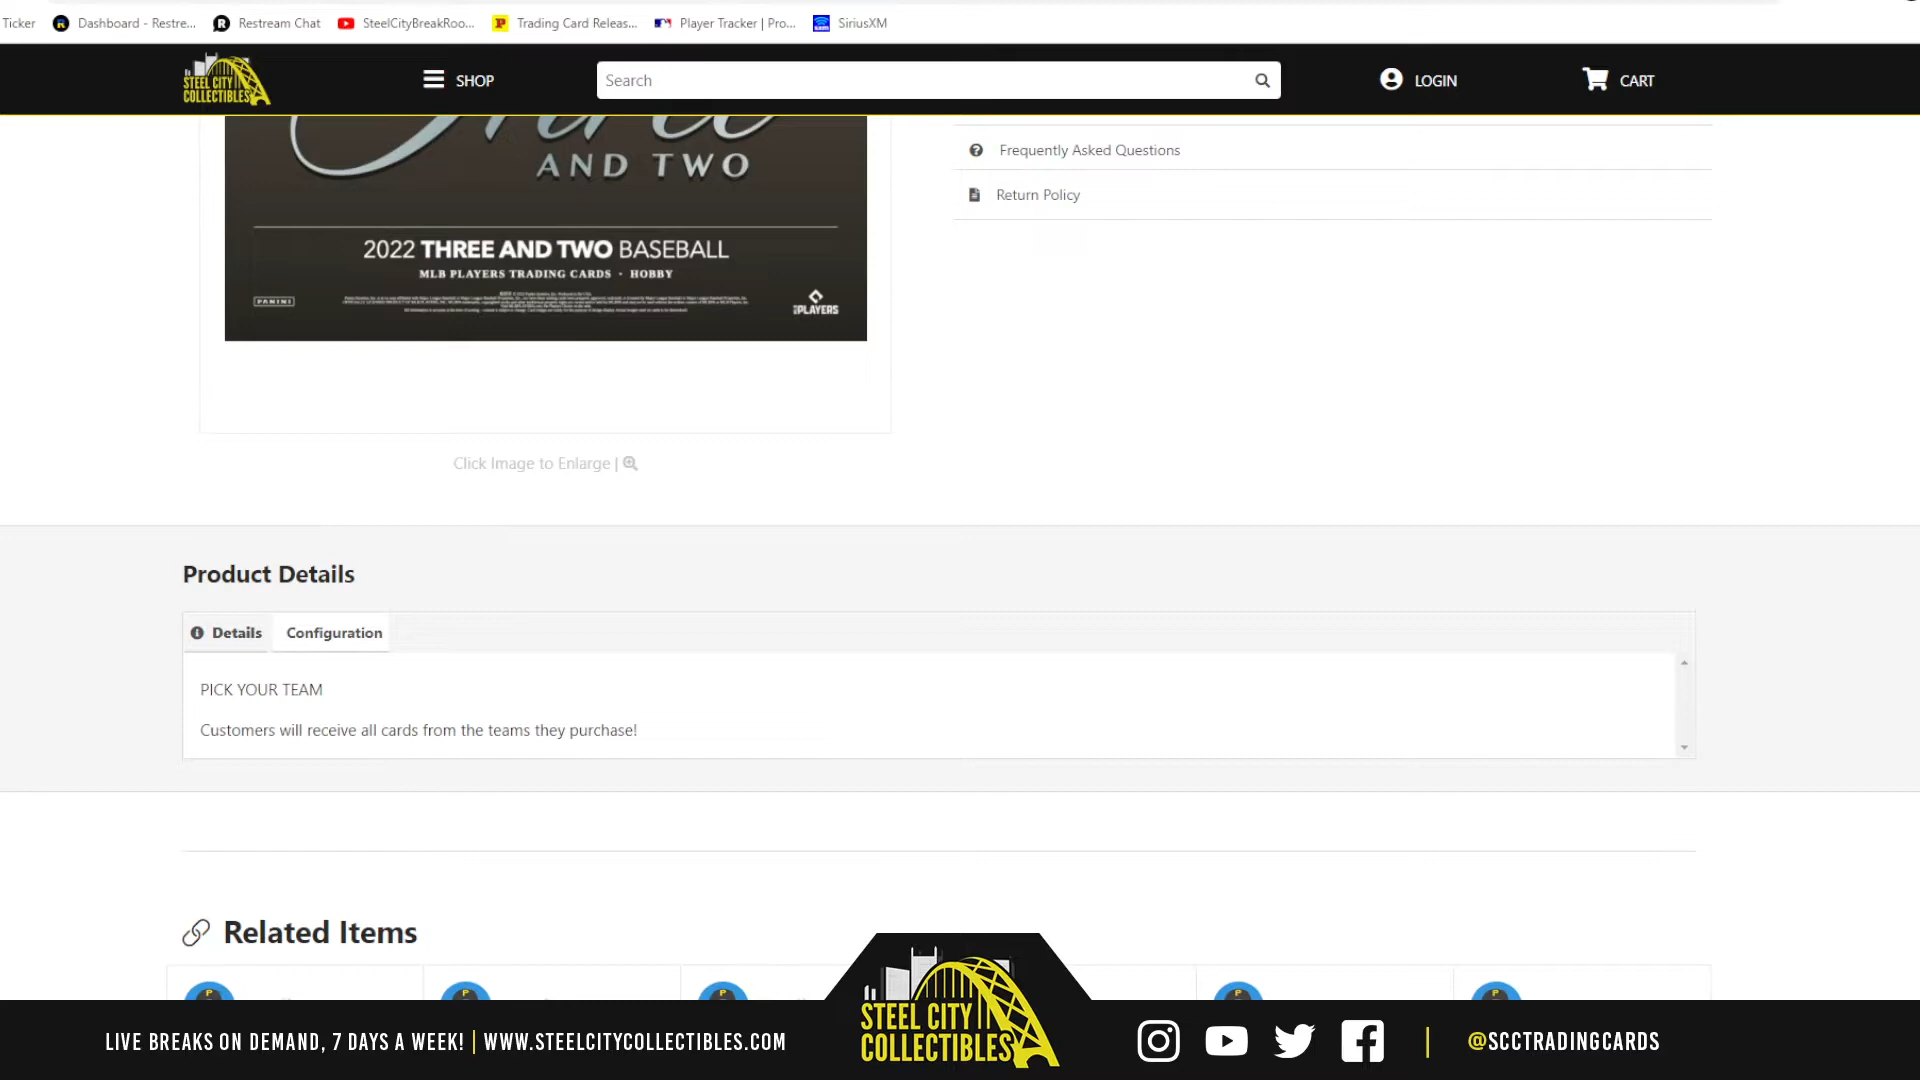 Ticker
Dashboard - Restre...
Restream Chat
SteelCityBreakRoo...
Trading Card Releas...
Player Tracker | Pro...
SiriusXM
STEEL CITY
COLLECTIBLES
SHOP
Search
LOGIN
CART
Three
AND TWO
2022 THREE AND TWO BASEBALL
MLB PLAYERS TRADING CARDS · HOBBY
PANINI
PLAYERS
Frequently Asked Questions
Return Policy
Click Image to Enlarge |
Product Details
Details
Configuration
PICK YOUR TEAM
Customers will receive all cards from the teams they purchase!
Related Items
LIVE BREAKS ON DEMAND, 7 DAYS A WEEK! | WWW.STEELCITYCOLLECTIBLES.COM
STEEL CITY
COLLECTIBLES
| @SCCTRADINGCARDS